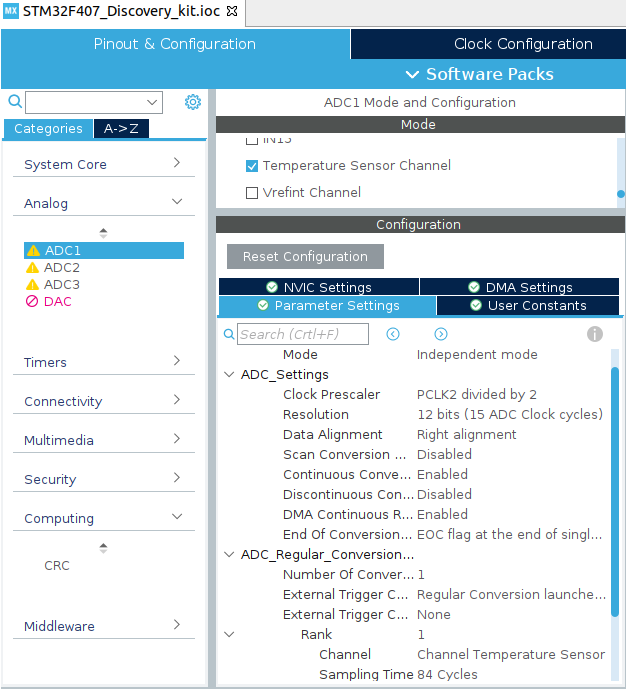 MX STM32F407_Discovery_kit.ioc
Pinout & Configuration
Clock Configuration
Software Packs
Categories
A->Z
System Core
Analog
ADC1
ADC2
ADC3
DAC
Timers
Connectivity
Multimedia
Security
Computing
CRC
Middleware
ADC1 Mode and Configuration
Mode
IN15
Temperature Sensor Channel
Vrefint Channel
Configuration
Reset Configuration
NVIC Settings
DMA Settings
Parameter Settings
User Constants
Search (Crtl+F)
Mode Independent mode
ADC_Settings
Clock Prescaler PCLK2 divided by 2
Resolution 12 bits (15 ADC Clock cycles)
Data Alignment Right alignment
Scan Conversion ... Disabled
Continuous Conve... Enabled
Discontinuous Con... Disabled
DMA Continuous R... Enabled
End Of Conversion... EOC flag at the end of singl...
ADC_Regular_Conversion...
Number Of Conver... 1
External Trigger C... Regular Conversion launche...
External Trigger C... None
Rank 1
Channel Channel Temperature Sensor
Sampling Time 84 Cycles